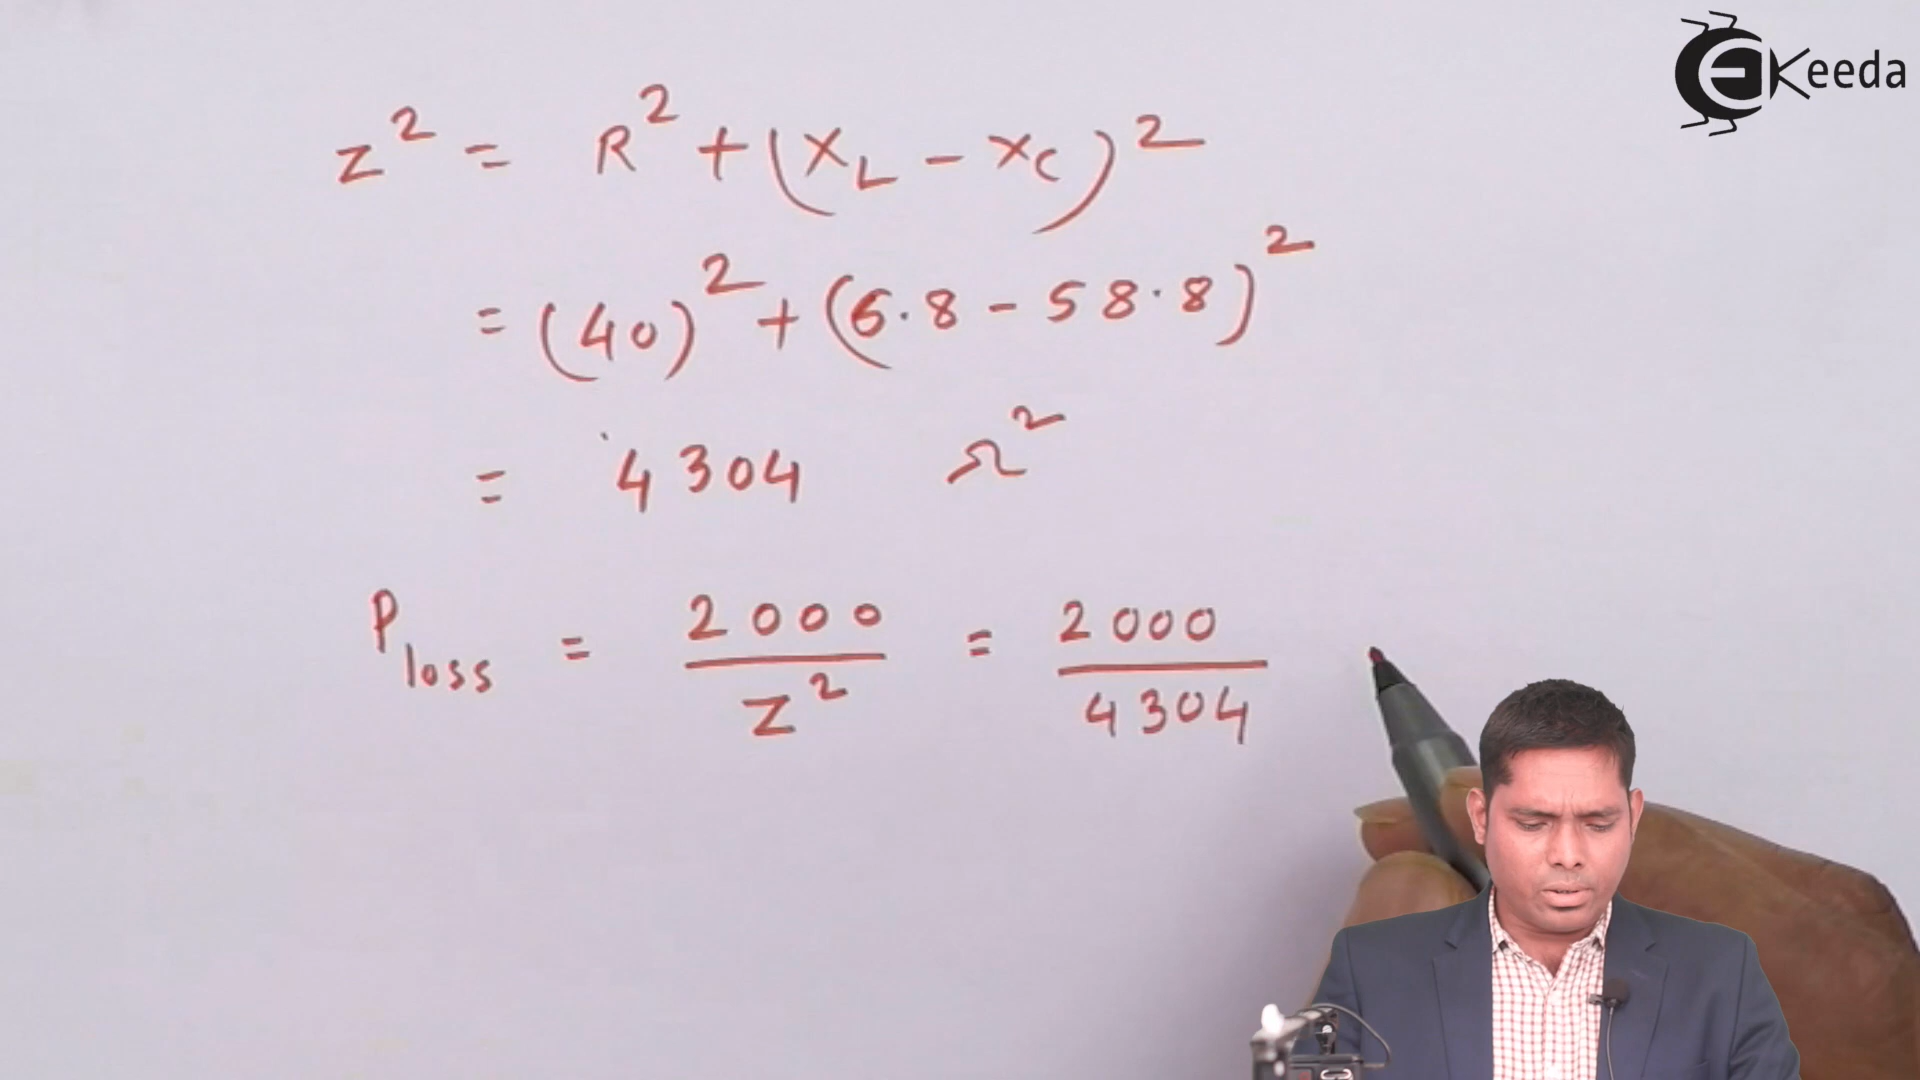 EKeeda
z² = R² + (XL - XC)²
= (40)² + (6.8 - 58.8)²
= 4304 Ω²
Ploss = 2000/z² = 2000/4304